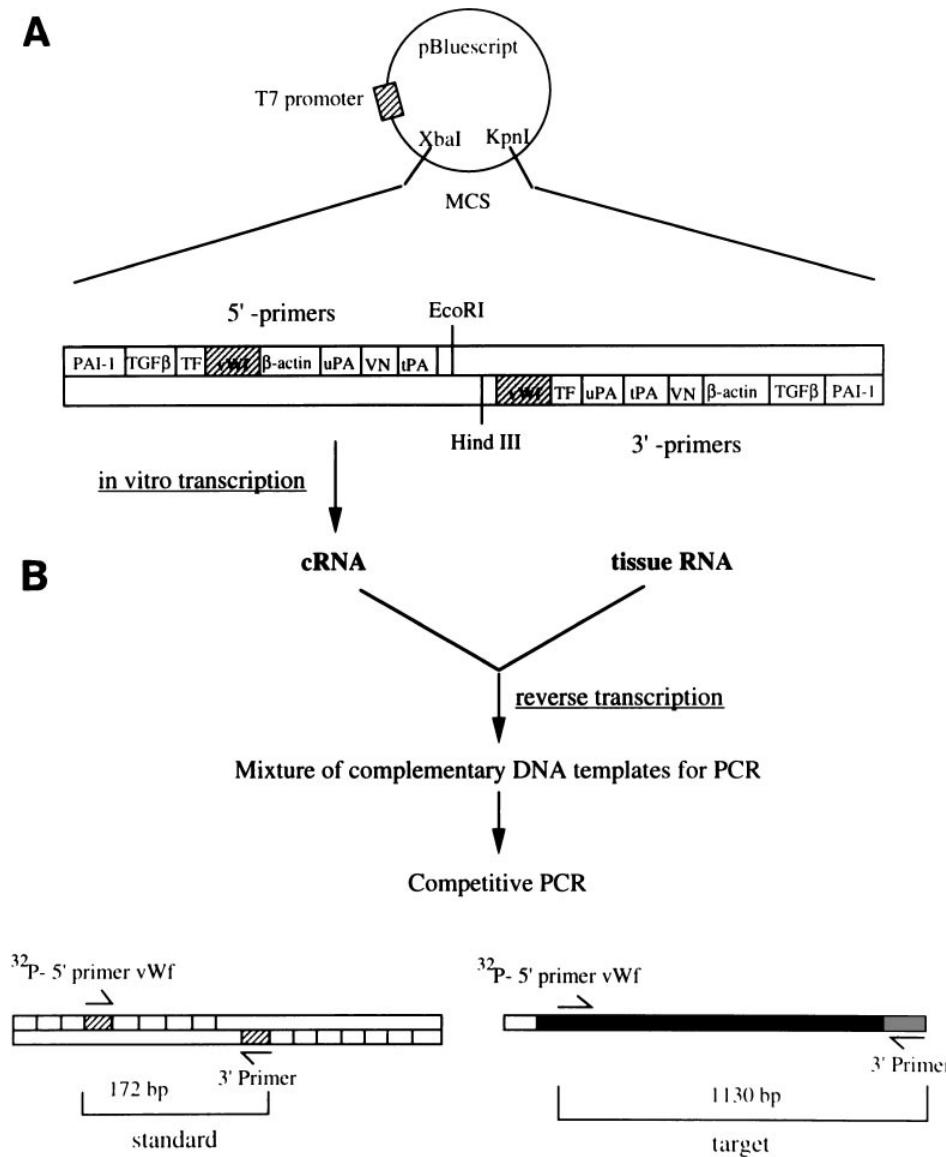 A
pBluescript
T7 promoter
XbaI KpnI
MCS
5' -primers
EcoRI
PAI-1 TGFβ TF vWf β-actin uPA VN tPA
vWf TF uPA tPA VN β-actin TGFβ PAI-1
Hind III
3' -primers
in vitro transcription
cRNA
tissue RNA
B
reverse transcription
Mixture of complementary DNA templates for PCR
Competitive PCR
32P- 5' primer vWf
3' Primer
172 bp
standard
32P- 5' primer vWf
3' Primer
1130 bp
target